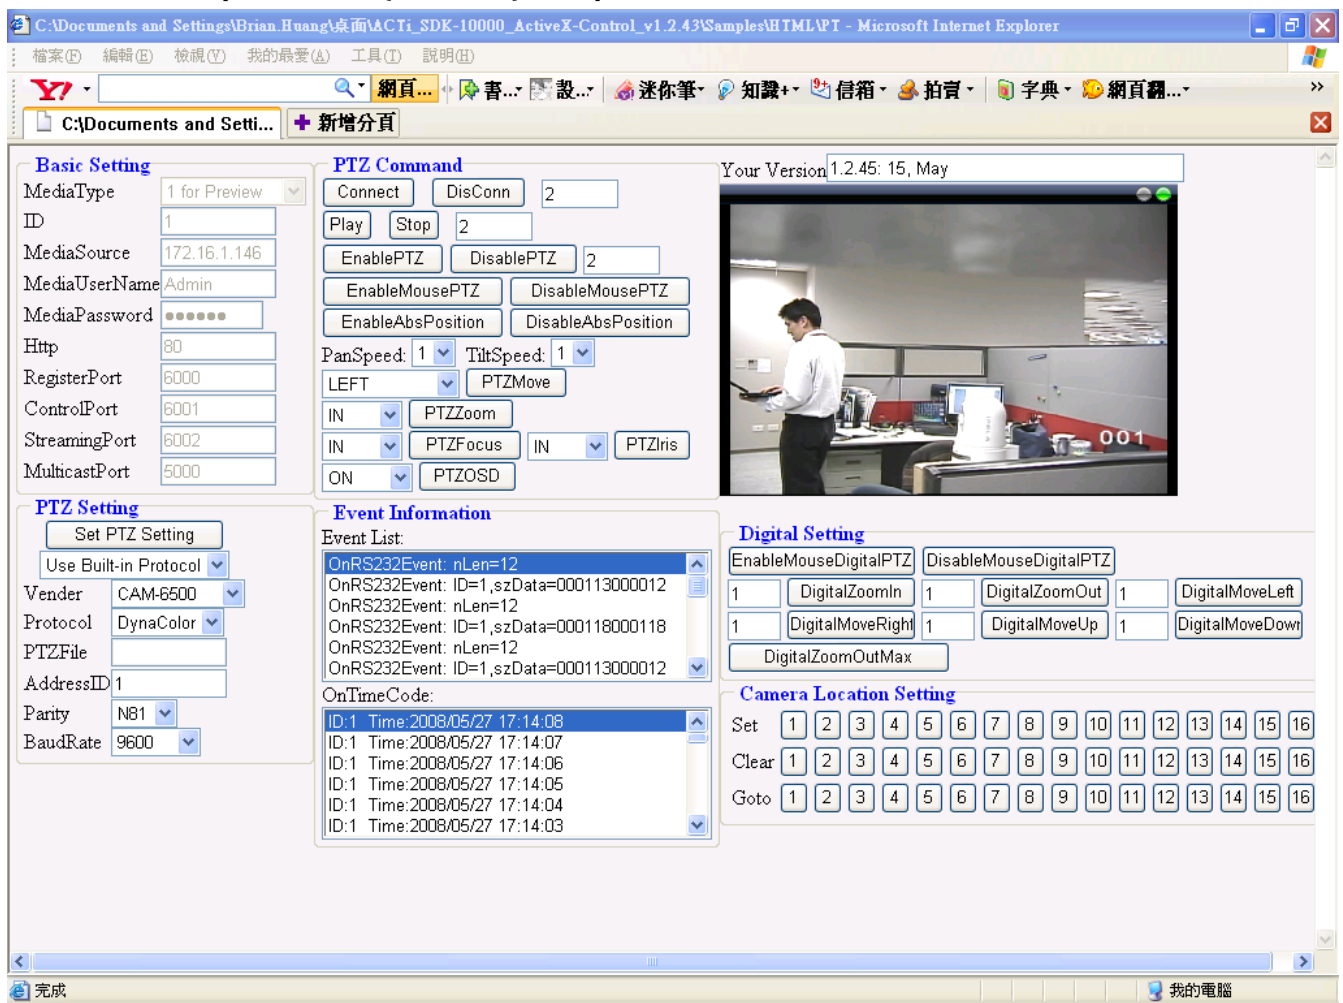 C:\Documents and Settings\Brian.Huang\桌面\ACTi_SDK-10000_ActiveX-Control_v1.2.43\Samples\HTML\PT - Microsoft Internet Explorer
檔案(F) 編輯(E) 檢視(V) 我的最愛(A) 工具(T) 說明(H)
Y! 網頁... 書... 設... 迷你筆 知識+ 信箱 拍賣 字典 網頁翻... »
C:\Documents and Setti... 新增分頁
Basic Setting
MediaType 1 for Preview
ID 1
MediaSource 172.16.1.146
MediaUserName Admin
MediaPassword ●●●●●●
Http 80
RegisterPort 6000
ControlPort 6001
StreamingPort 6002
MulticastPort 5000
PTZ Setting
Set PTZ Setting
Use Built-in Protocol
Vender CAM-6500
Protocol DynaColor
PTZFile
AddressID 1
Parity N81
BaudRate 9600
PTZ Command
Connect DisConn 2
Play Stop 2
EnablePTZ DisablePTZ 2
EnableMousePTZ DisableMousePTZ
EnableAbsPosition DisableAbsPosition
PanSpeed: 1 TiltSpeed: 1
LEFT PTZMove
IN PTZZoom
IN PTZFocus IN PTZIris
ON PTZOSD
Event Information
Event List:
OnRS232Event: nLen=12
OnRS232Event: ID=1,szData=000113000012
OnRS232Event: nLen=12
OnRS232Event: ID=1,szData=000118000118
OnRS232Event: nLen=12
OnRS232Event: ID=1,szData=000113000012
OnTimeCode:
ID:1 Time:2008/05/27 17:14:08
ID:1 Time:2008/05/27 17:14:07
ID:1 Time:2008/05/27 17:14:06
ID:1 Time:2008/05/27 17:14:05
ID:1 Time:2008/05/27 17:14:04
ID:1 Time:2008/05/27 17:14:03
Your Version 1.2.45: 15, May
001
Digital Setting
EnableMouseDigitalPTZ DisableMouseDigitalPTZ
1 DigitalZoomIn 1 DigitalZoomOut 1 DigitalMoveLeft
1 DigitalMoveRight 1 DigitalMoveUp 1 DigitalMoveDown
DigitalZoomOutMax
Camera Location Setting
Set 1 2 3 4 5 6 7 8 9 10 11 12 13 14 15 16
Clear 1 2 3 4 5 6 7 8 9 10 11 12 13 14 15 16
Goto 1 2 3 4 5 6 7 8 9 10 11 12 13 14 15 16
完成 我的電腦